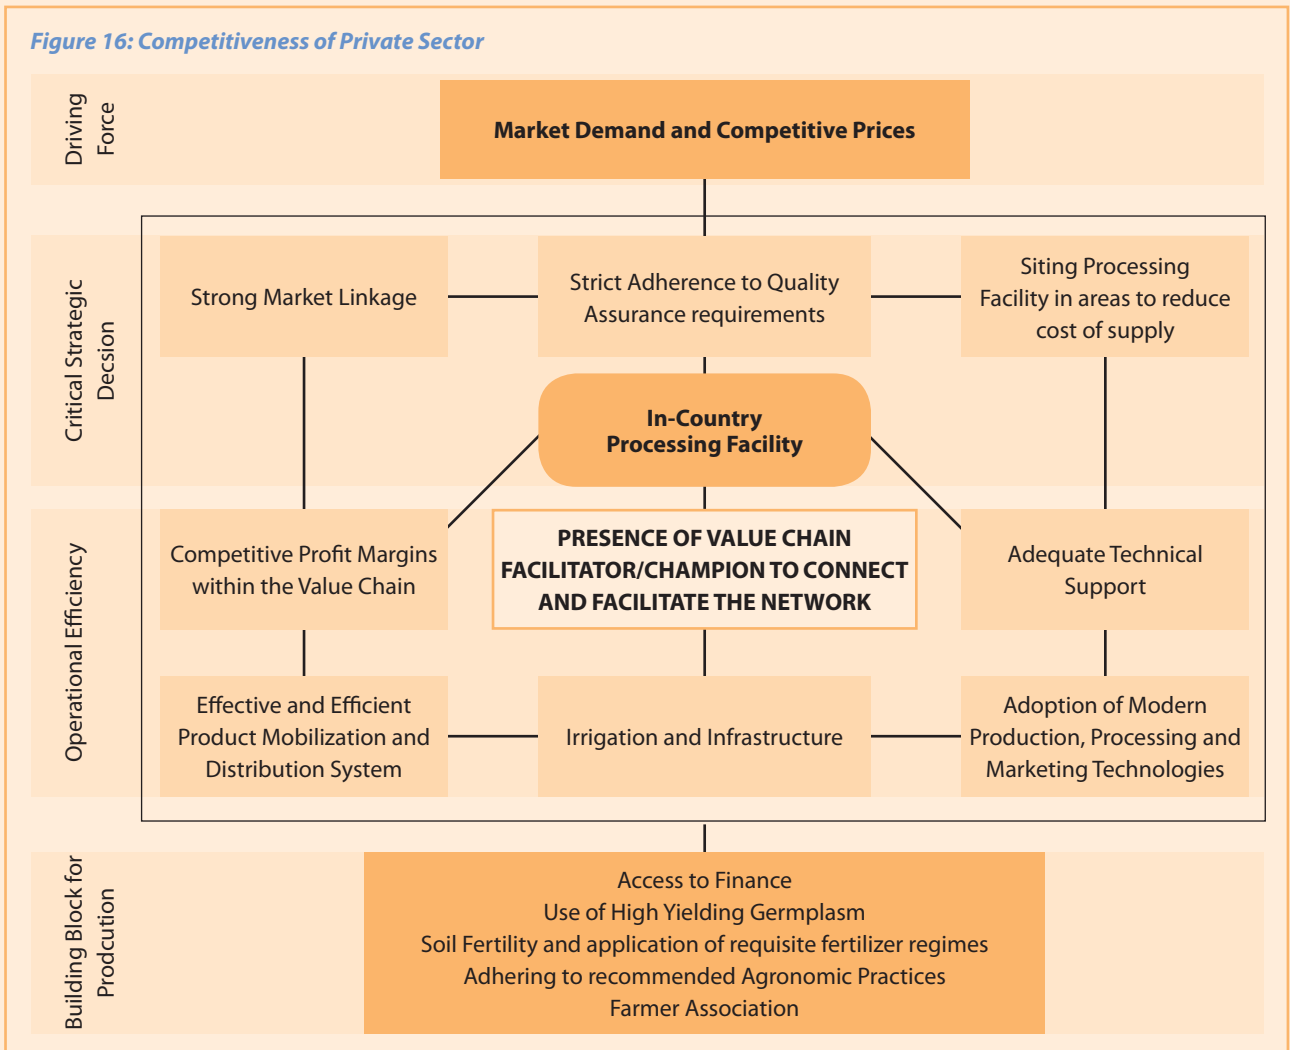 Figure 16: Competitiveness of Private Sector
Driving
Force
Market Demand and Competitive Prices
Critical Strategic
Decsion
Strong Market Linkage
Strict Adherence to Quality
Assurance requirements
Siting Processing
Facility in areas to reduce
cost of supply
In-Country
Processing Facility
Operational Efficiency
Competitive Profit Margins
within the Value Chain
PRESENCE OF VALUE CHAIN
FACILITATOR/CHAMPION TO CONNECT
AND FACILITATE THE NETWORK
Adequate Technical
Support
Effective and Efficient
Product Mobilization and
Distribution System
Irrigation and Infrastructure
Adoption of Modern
Production, Processing and
Marketing Technologies
Building Block for
Prodcution
Access to Finance
Use of High Yielding Germplasm
Soil Fertility and application of requisite fertilizer regimes
Adhering to recommended Agronomic Practices
Farmer Association